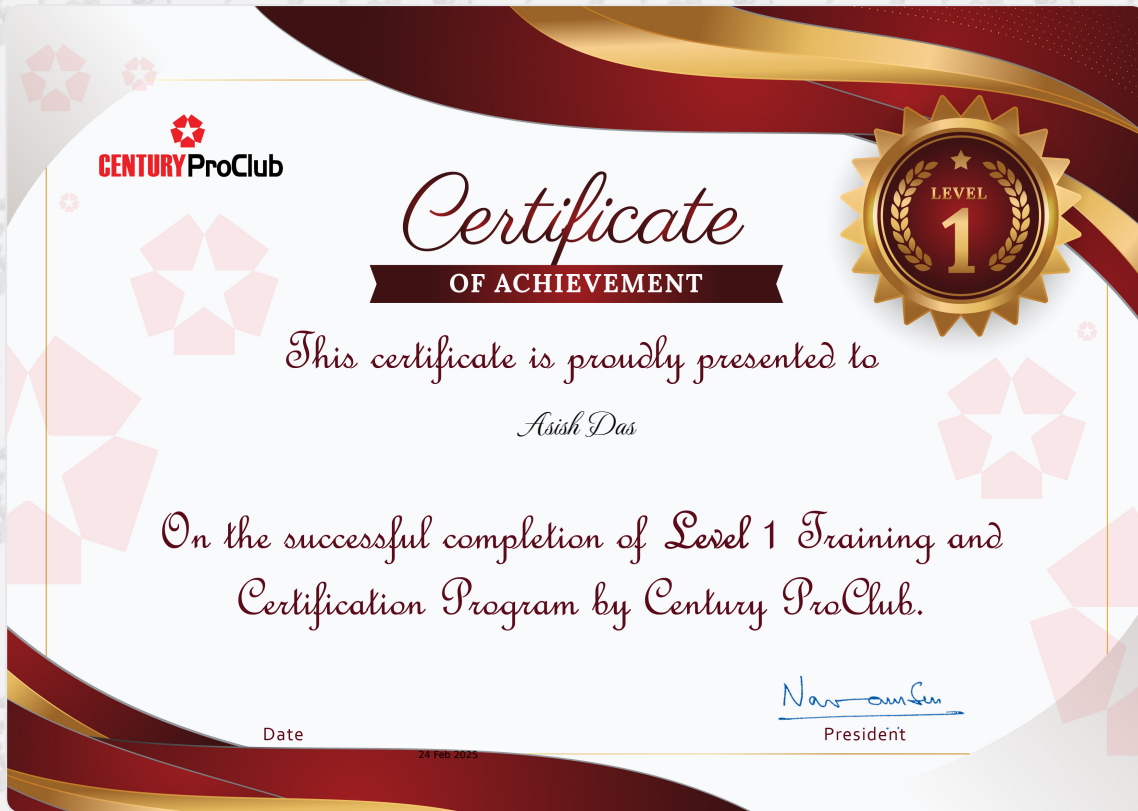 CENTURY ProClub
LEVEL
1
Certificate
OF ACHIEVEMENT
This certificate is proudly presented to
Asish Das
On the successful completion of Level 1 Training and
Certification Program by Century ProClub.
Date
President
24 Feb 2025